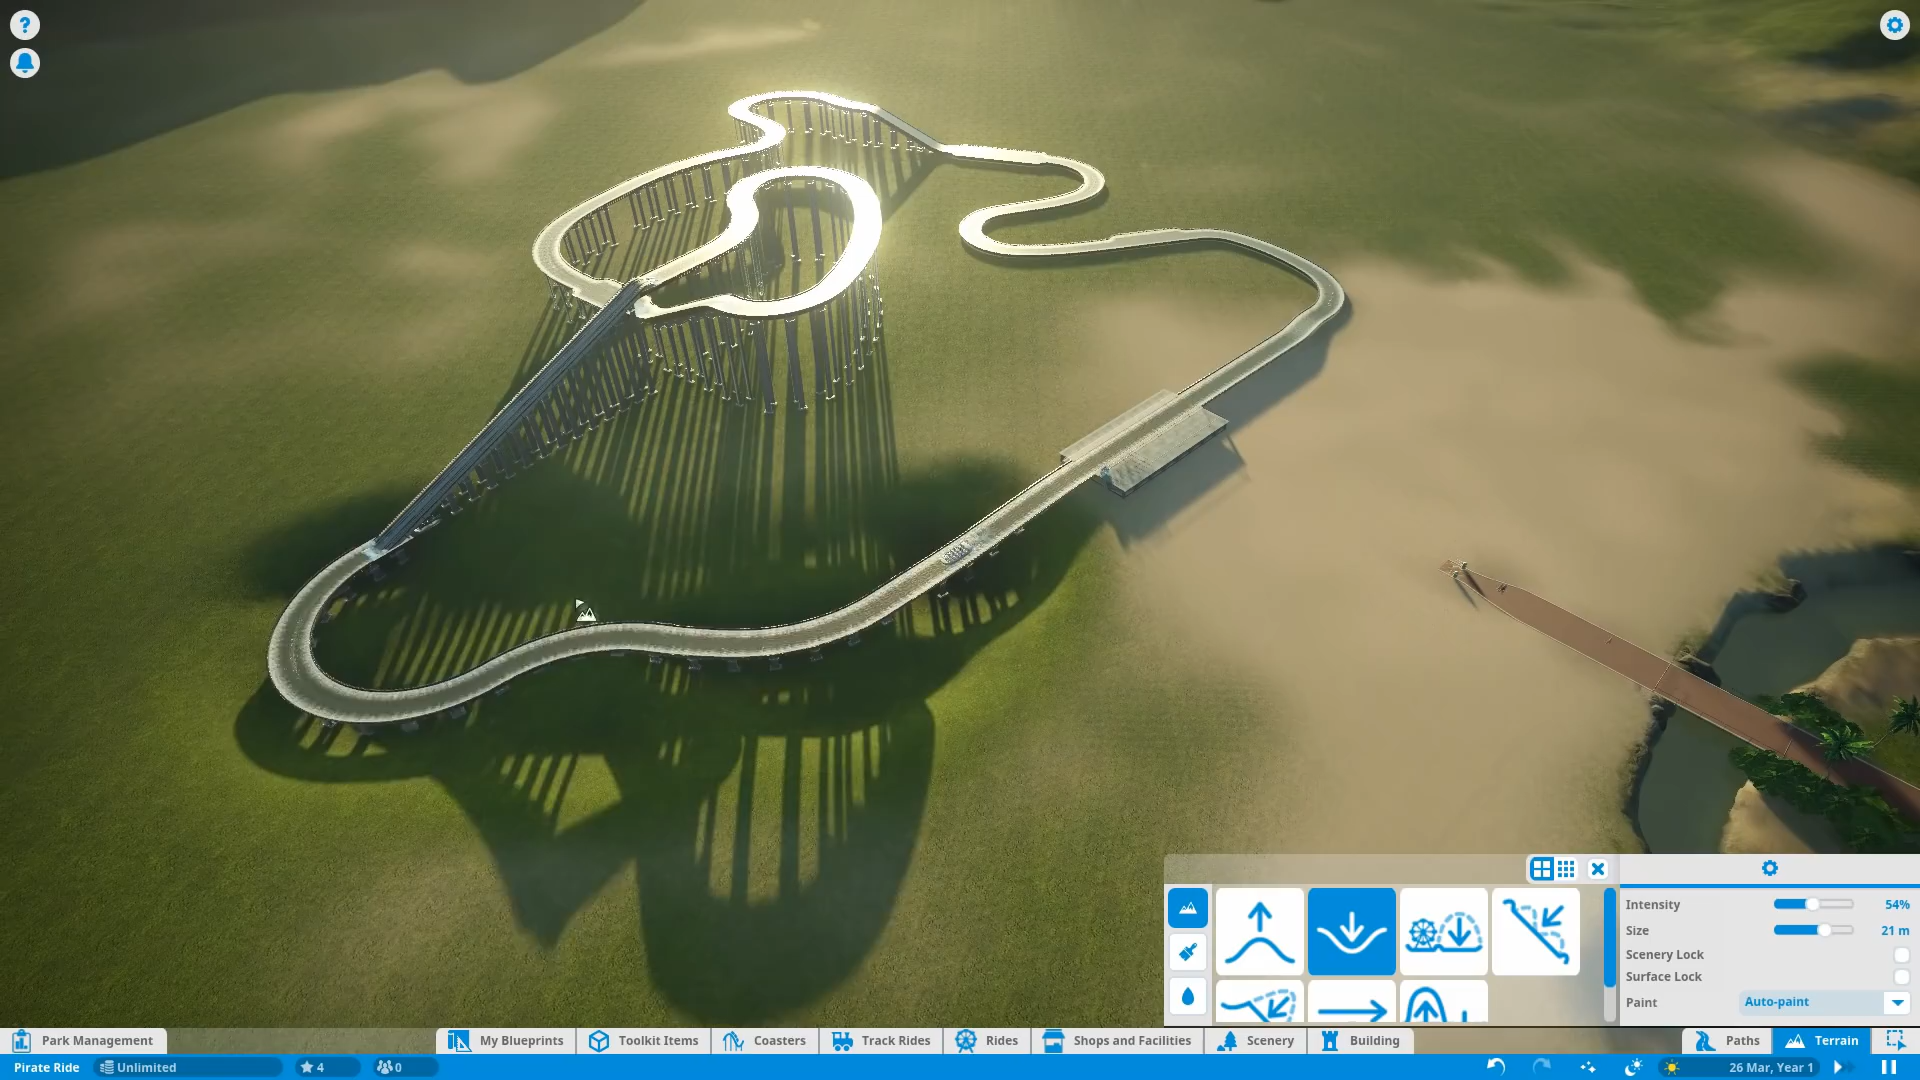 ?
Intensity 54%
Size 21 m
Scenery Lock
Surface Lock
Paint Auto-paint
Park Management My Blueprints Toolkit Items Coasters Track Rides Rides Shops and Facilities Scenery Building Paths Terrain
Pirate Ride Unlimited 4 0 26 Mar, Year 1